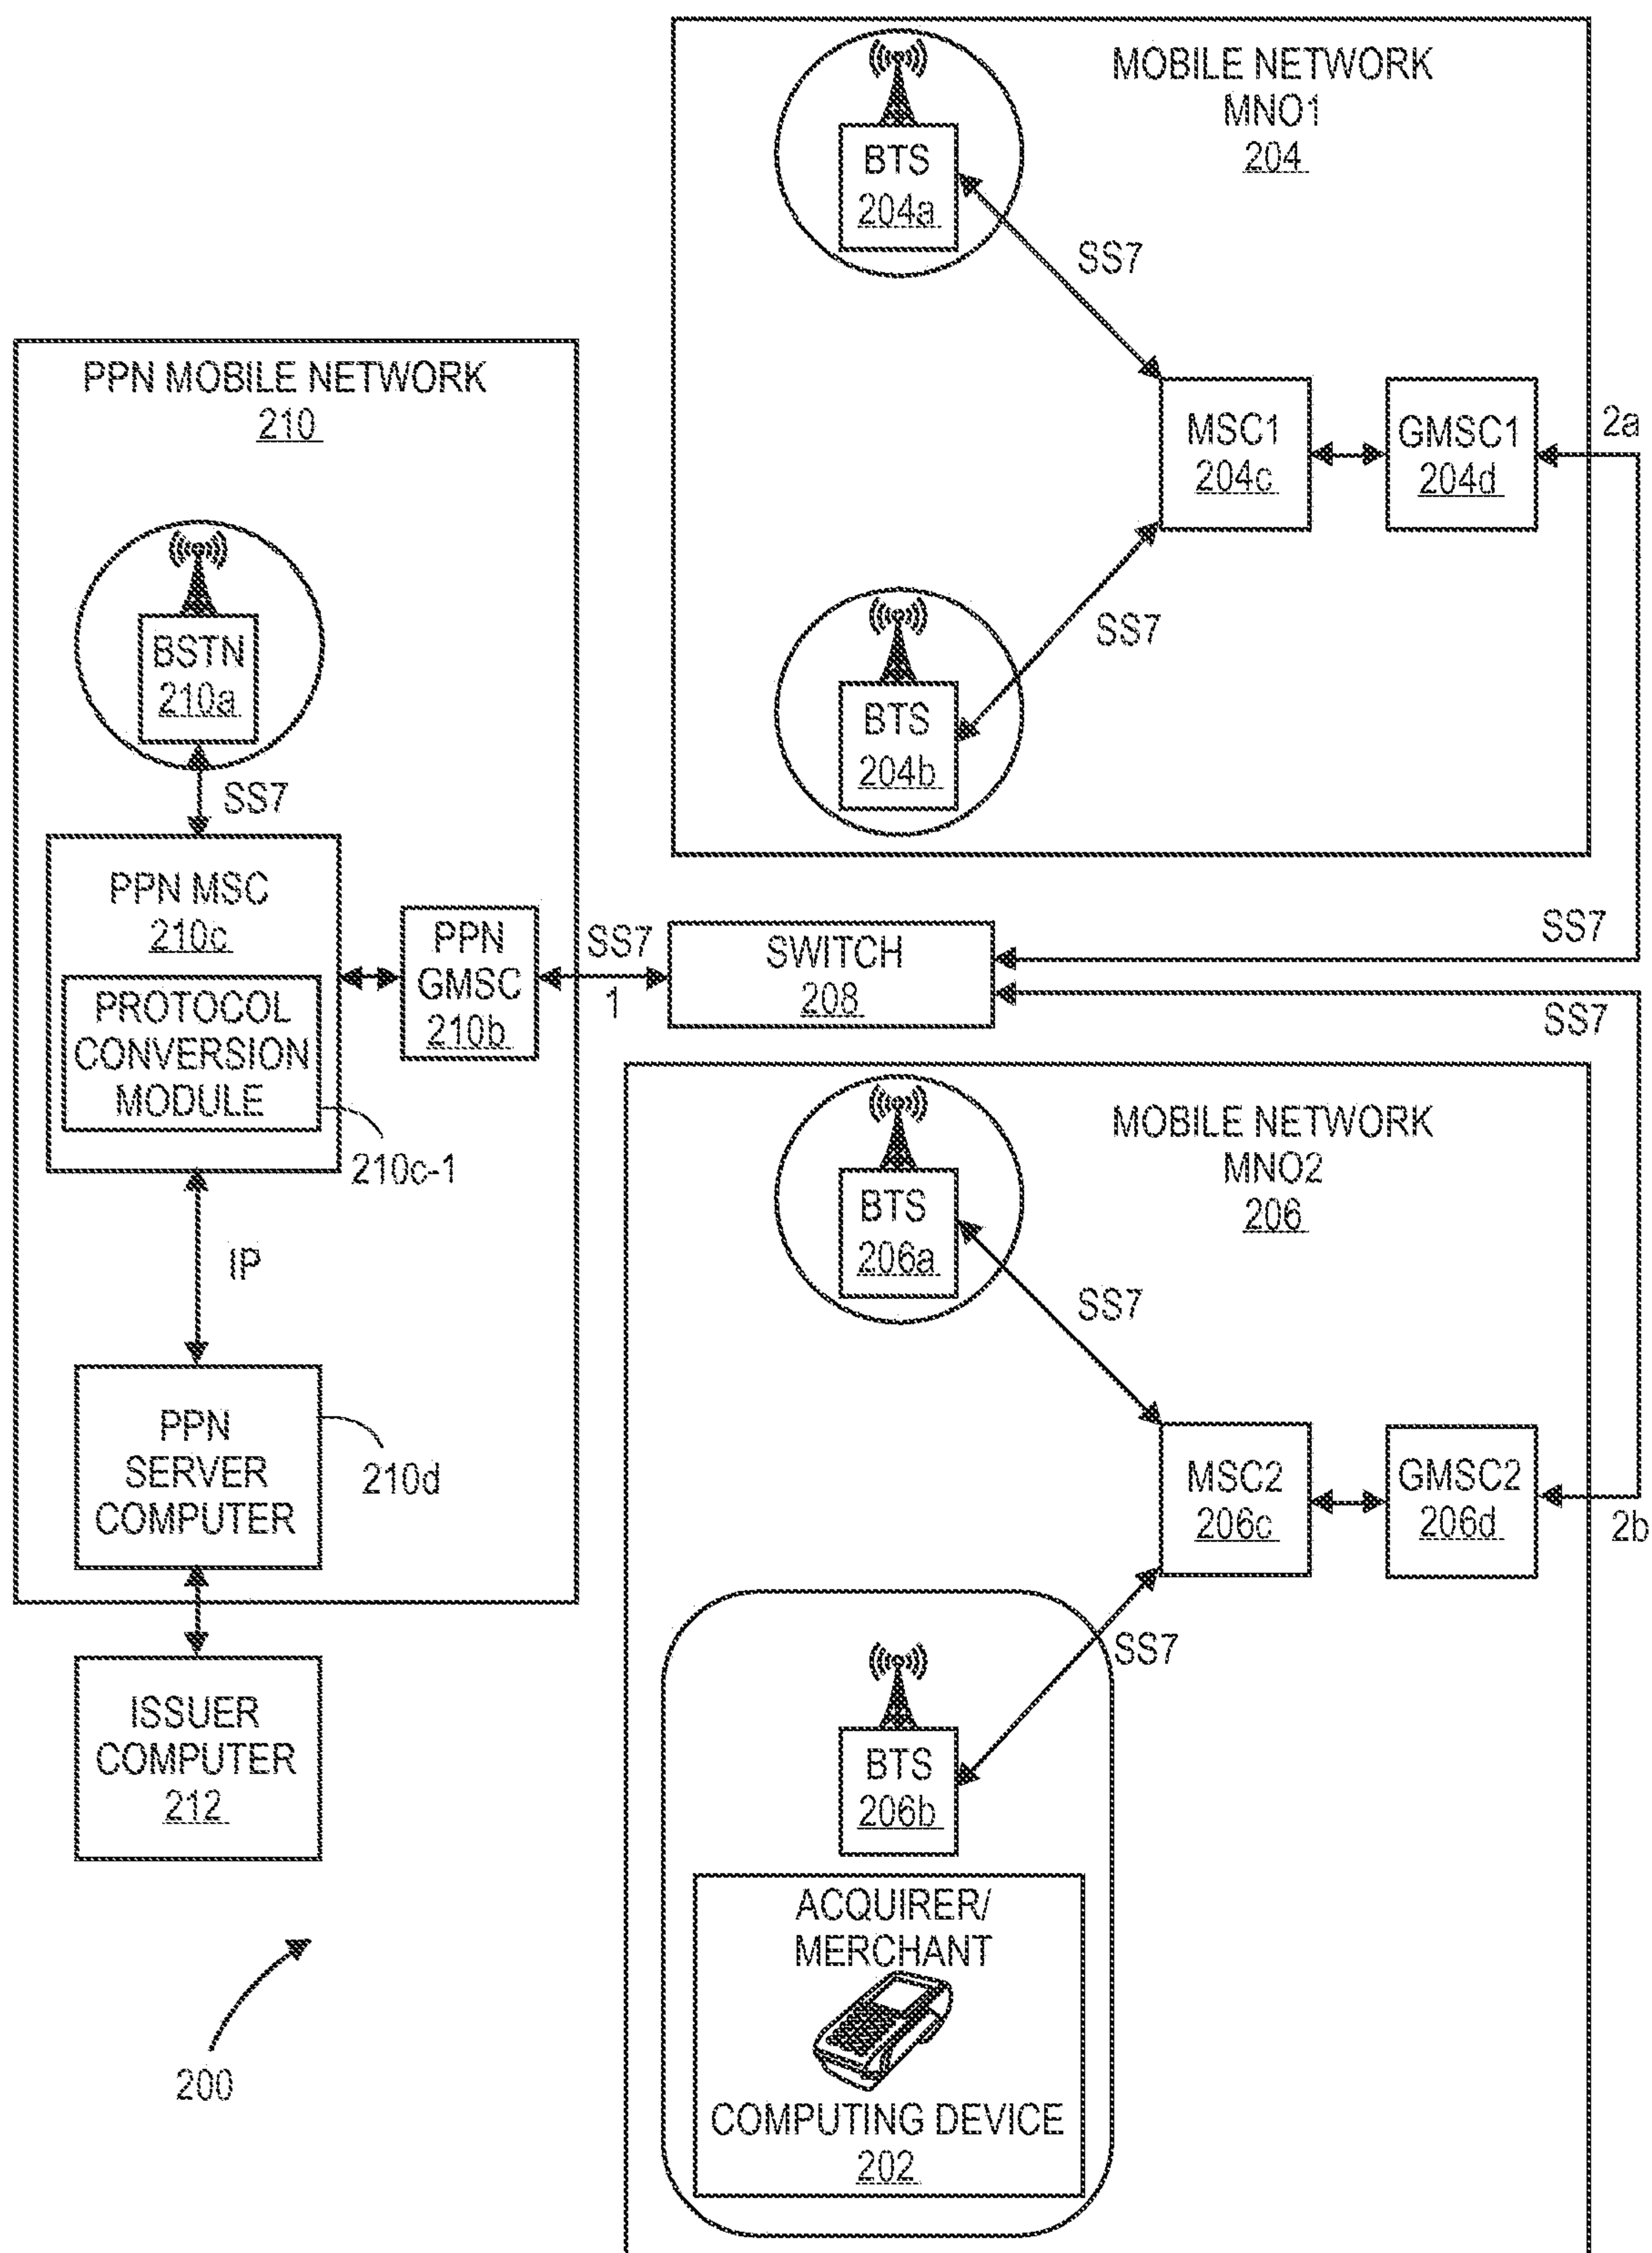 MOBILE NETWORK
MNO1
204
BTS
204a
SS7
MSC1
204c
GMSC1
204d
2a
SS7
BTS
204b
PPN MOBILE NETWORK
210
BSTN
210a
SS7
PPN MSC
210c
PROTOCOL
CONVERSION
MODULE
210c-1
PPN
GMSC
210b
SS7
1
SWITCH
208
SS7
SS7
IP
PPN
SERVER
COMPUTER
210d
ISSUER
COMPUTER
212
200
MOBILE NETWORK
MNO2
206
BTS
206a
SS7
MSC2
206c
GMSC2
206d
2b
SS7
BTS
206b
ACQUIRER/
MERCHANT
COMPUTING DEVICE
202